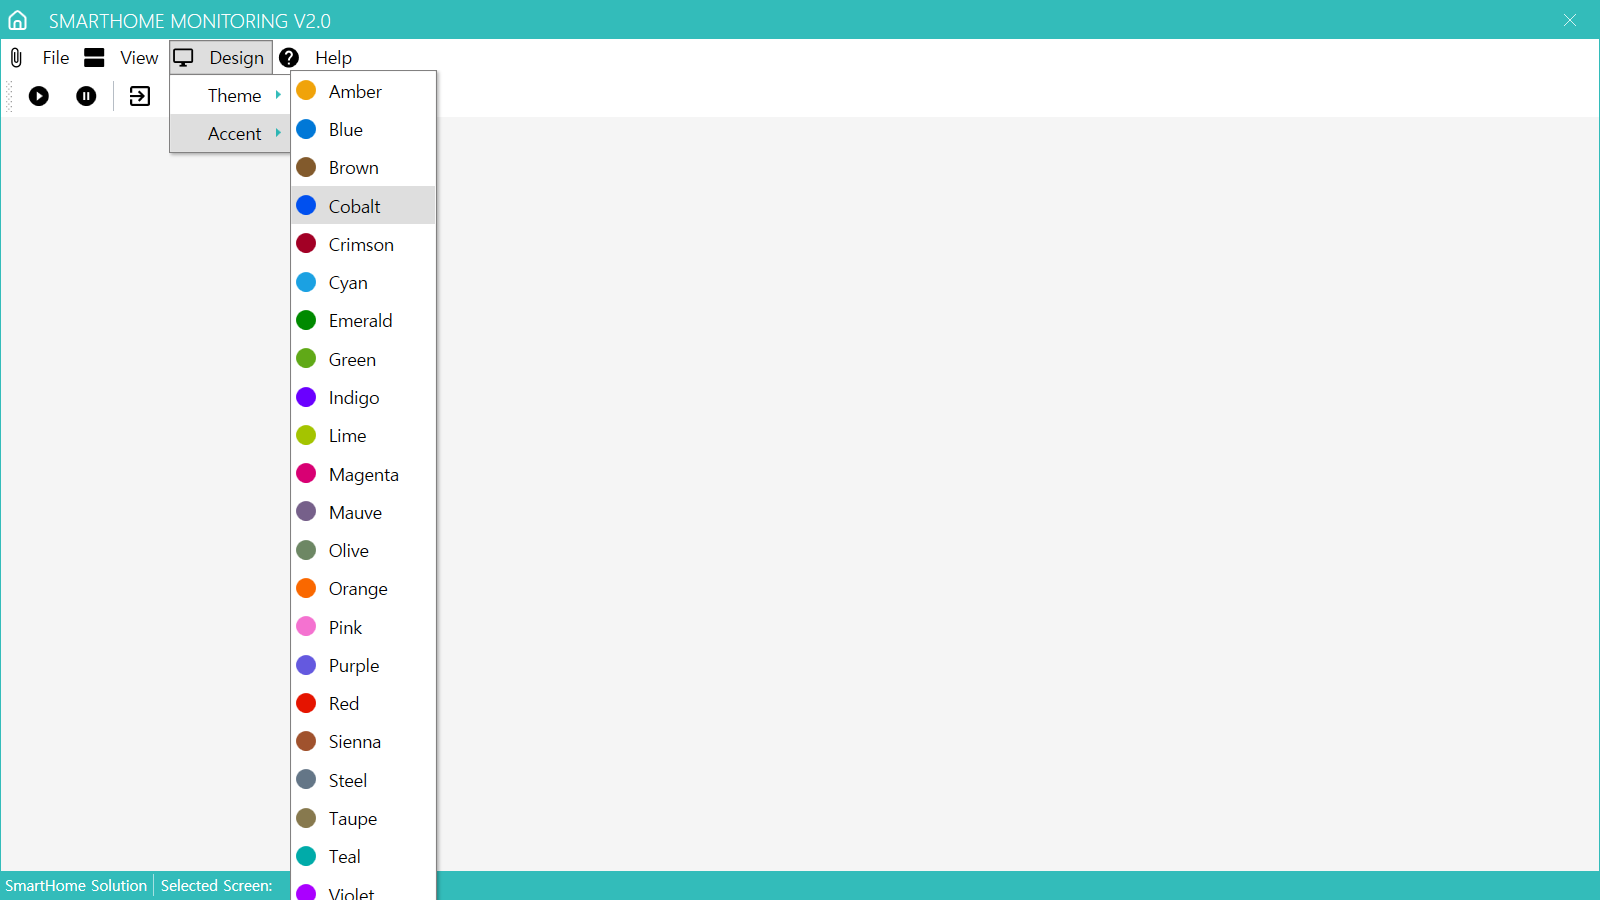 SMARTHOME MONITORING V2.0
File View Design Help
Theme
Accent
Amber
Blue
Brown
Cobalt
Crimson
Cyan
Emerald
Green
Indigo
Lime
Magenta
Mauve
Olive
Orange
Pink
Purple
Red
Sienna
Steel
Taupe
Teal
Violet
SmartHome Solution Selected Screen: